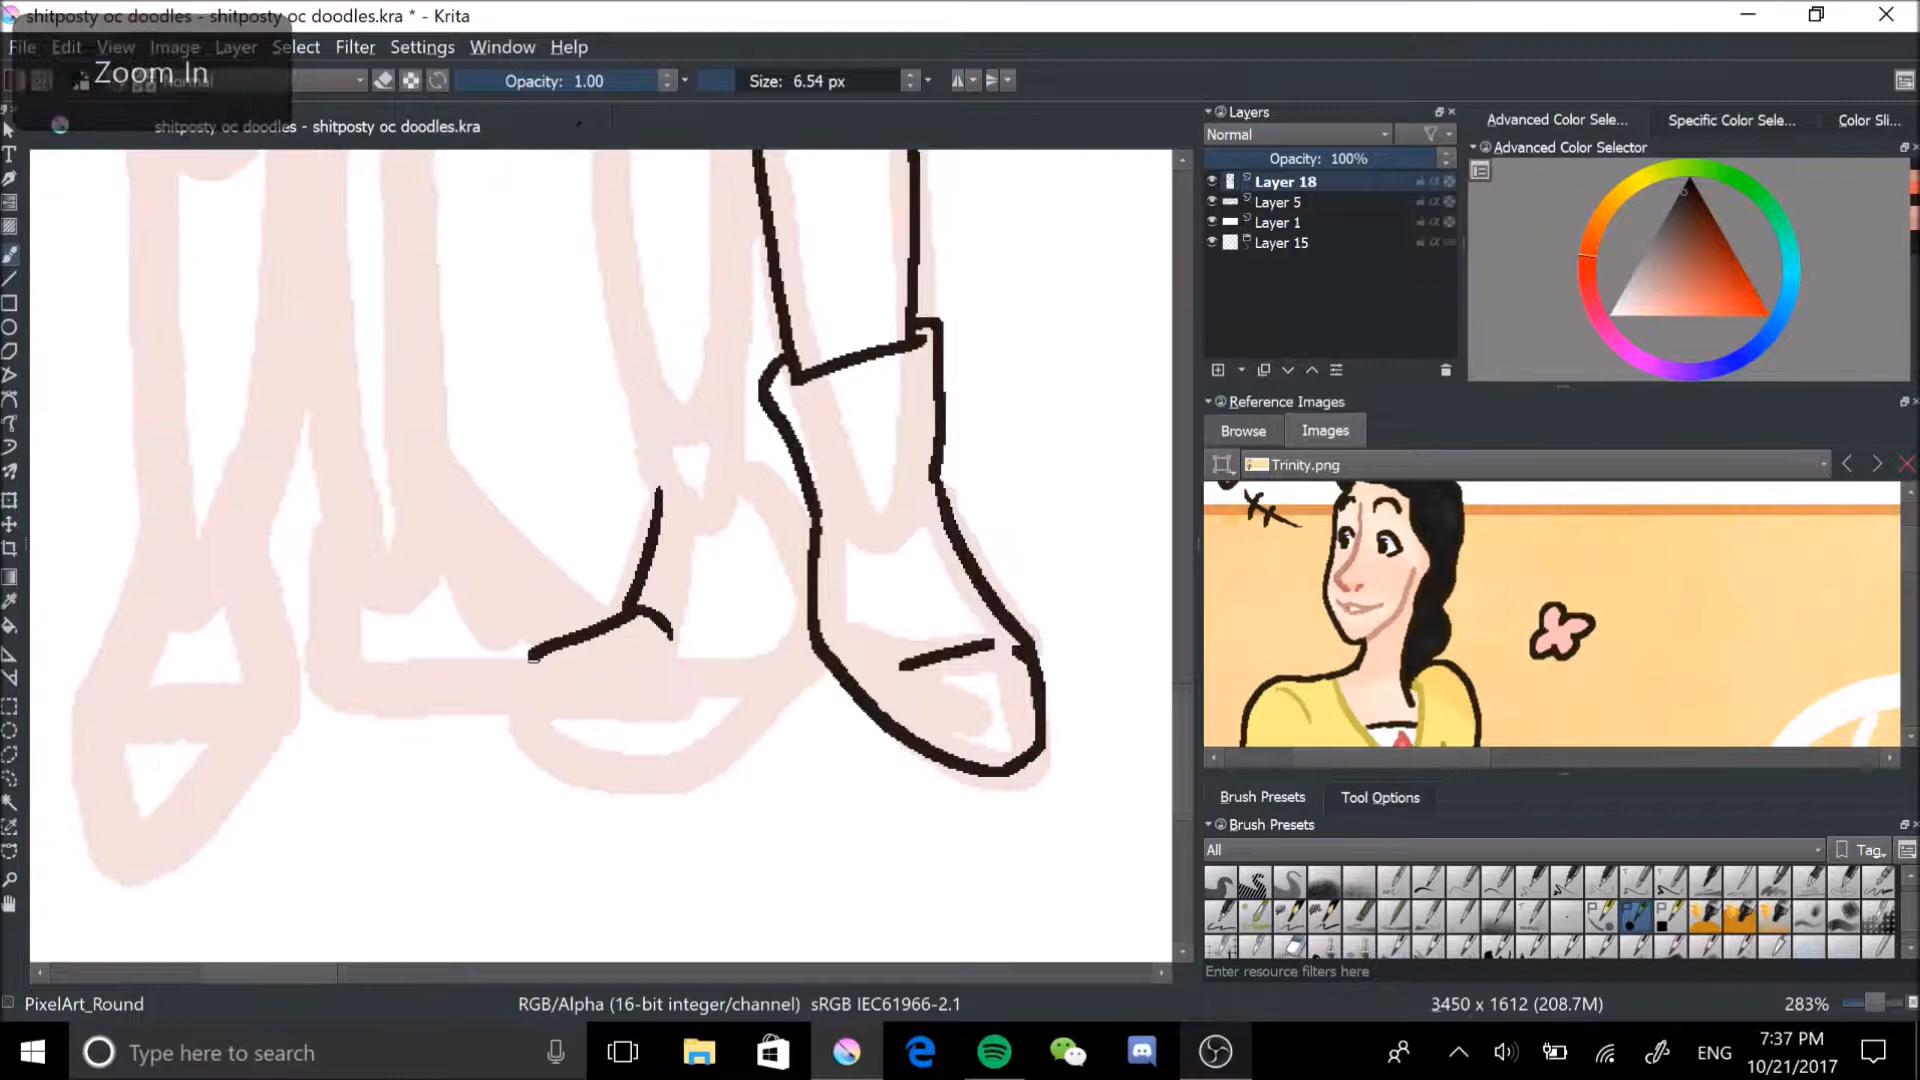 shitposty oc doodles - shitposty oc doodles.kra * - Krita
File Edit View Image Layer Select Filter Settings Window Help
Zoom In
Normal
Opacity: 1.00
Size: 6.54 px
shitposty oc doodles - shitposty oc doodles.kra
Layers
Normal
Opacity: 100%
Layer 18
Layer 5
Layer 1
Layer 15
Advanced Color Sele...
Specific Color Sele...
Color Sli...
Advanced Color Selector
Reference Images
Browse
Images
Trinity.png
Brush Presets
Tool Options
Brush Presets
All
Tag
Enter resource filters here
PixelArt_Round
RGB/Alpha (16-bit integer/channel) sRGB IEC61966-2.1
3450 x 1612 (208.7M)
283%
Type here to search
ENG
7:37 PM
10/21/2017